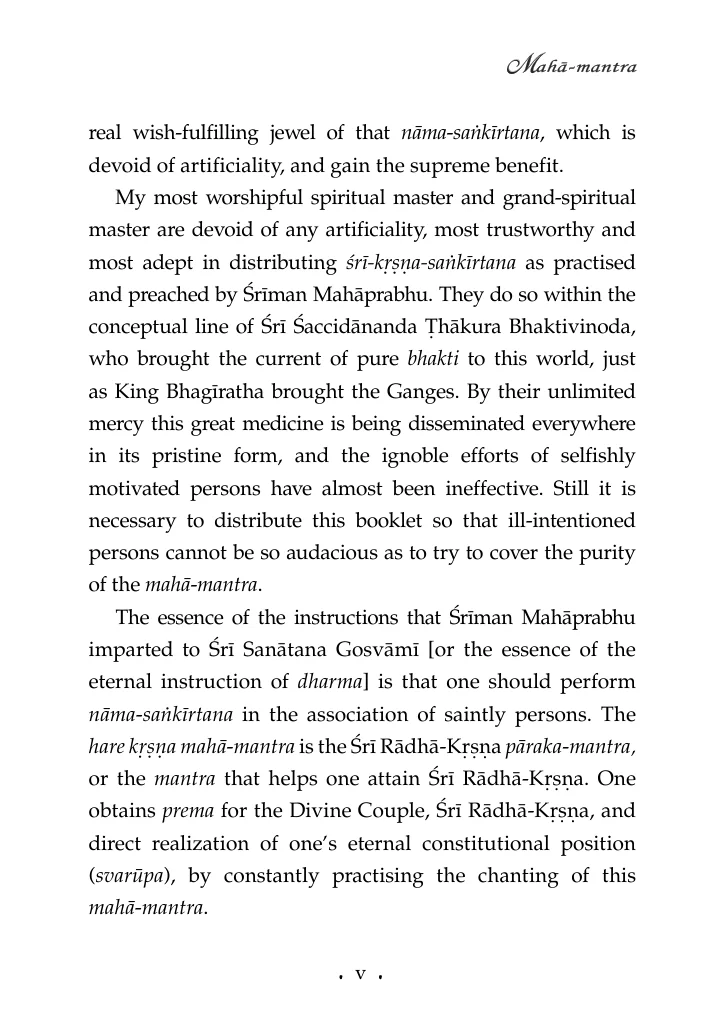 Mahā-mantra
real wish-fulfilling jewel of that nāma-saṅkīrtana, which is
devoid of artificiality, and gain the supreme benefit.
My most worshipful spiritual master and grand-spiritual
master are devoid of any artificiality, most trustworthy and
most adept in distributing śrī-kṛṣṇa-saṅkīrtana as practised
and preached by Śrīman Mahāprabhu. They do so within the
conceptual line of Śrī Śaccidānanda Ṭhākura Bhaktivinoda,
who brought the current of pure bhakti to this world, just
as King Bhagīratha brought the Ganges. By their unlimited
mercy this great medicine is being disseminated everywhere
in its pristine form, and the ignoble efforts of selfishly
motivated persons have almost been ineffective. Still it is
necessary to distribute this booklet so that ill-intentioned
persons cannot be so audacious as to try to cover the purity
of the mahā-mantra.
The essence of the instructions that Śrīman Mahāprabhu
imparted to Śrī Sanātana Gosvāmī [or the essence of the
eternal instruction of dharma] is that one should perform
nāma-saṅkīrtana in the association of saintly persons. The
hare kṛṣṇa mahā-mantra is the Śrī Rādhā-Kṛṣṇa pāraka-mantra,
or the mantra that helps one attain Śrī Rādhā-Kṛṣṇa. One
obtains prema for the Divine Couple, Śrī Rādhā-Kṛṣṇa, and
direct realization of one’s eternal constitutional position
(svarūpa), by constantly practising the chanting of this
mahā-mantra.
• v •